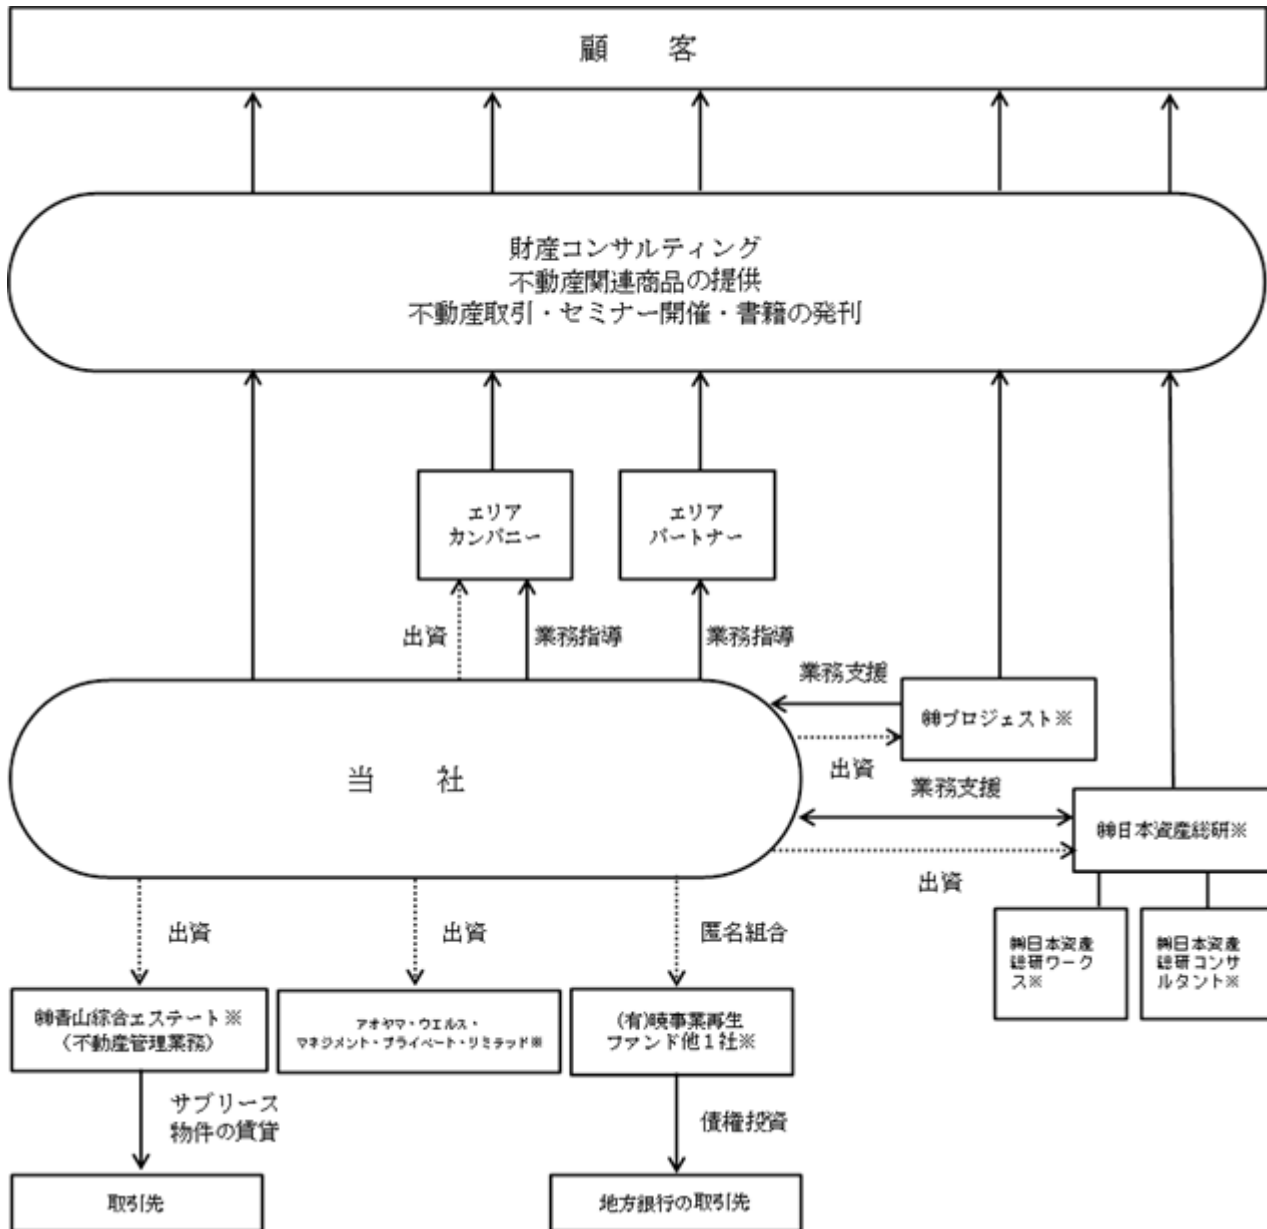 顧　客
財産コンサルティング
不動産関連商品の提供
不動産取引・セミナー開催・書籍の発刊
エリア
カンパニー
エリア
パートナー
出資
業務指導
業務指導
業務支援
㈱プロジェスト※
出資
当　社
業務支援
㈱日本資産総研※
出資
㈱日本資産
総研ワーク
ス※
㈱日本資産
総研コンサ
ルタント※
出資
出資
匿名組合
㈱青山綜合エステート※
（不動産管理業務）
アオヤマ・ウエルス・
マネジメント・プライベート・リミテッド※
(有)暁事業再生
ファンド他１社※
サブリース
物件の賃貸
債権投資
取引先
地方銀行の取引先